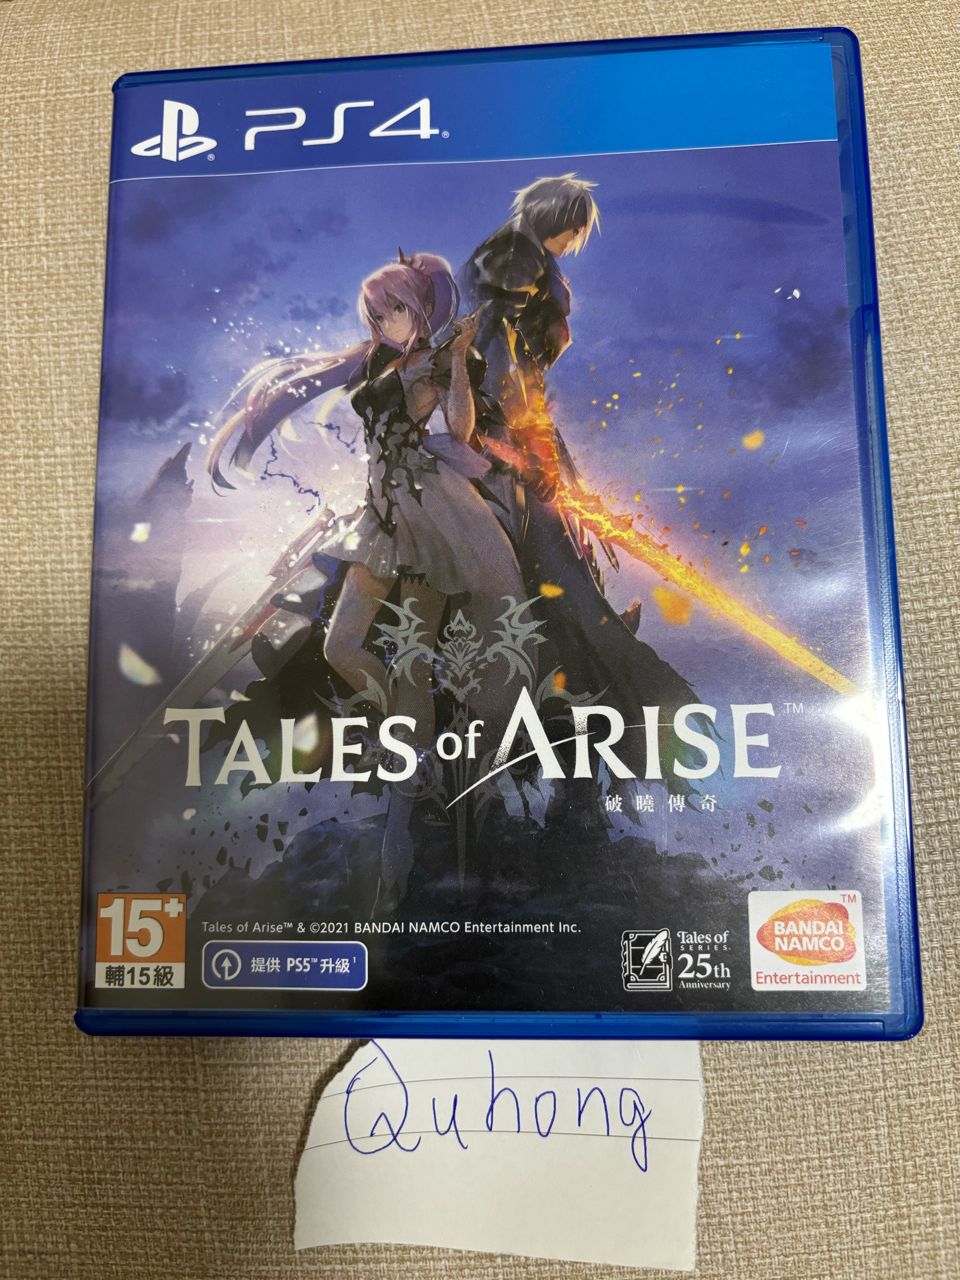 PS4®
TALES of ARISE™
破曉傳奇
15+
輔15級
Tales of Arise™ & ©2021 BANDAI NAMCO Entertainment Inc.
提供 PS5™ 升級1
Tales of
SERIES
25th
Anniversary
BANDAI
NAMCO
™
Entertainment
Quhong